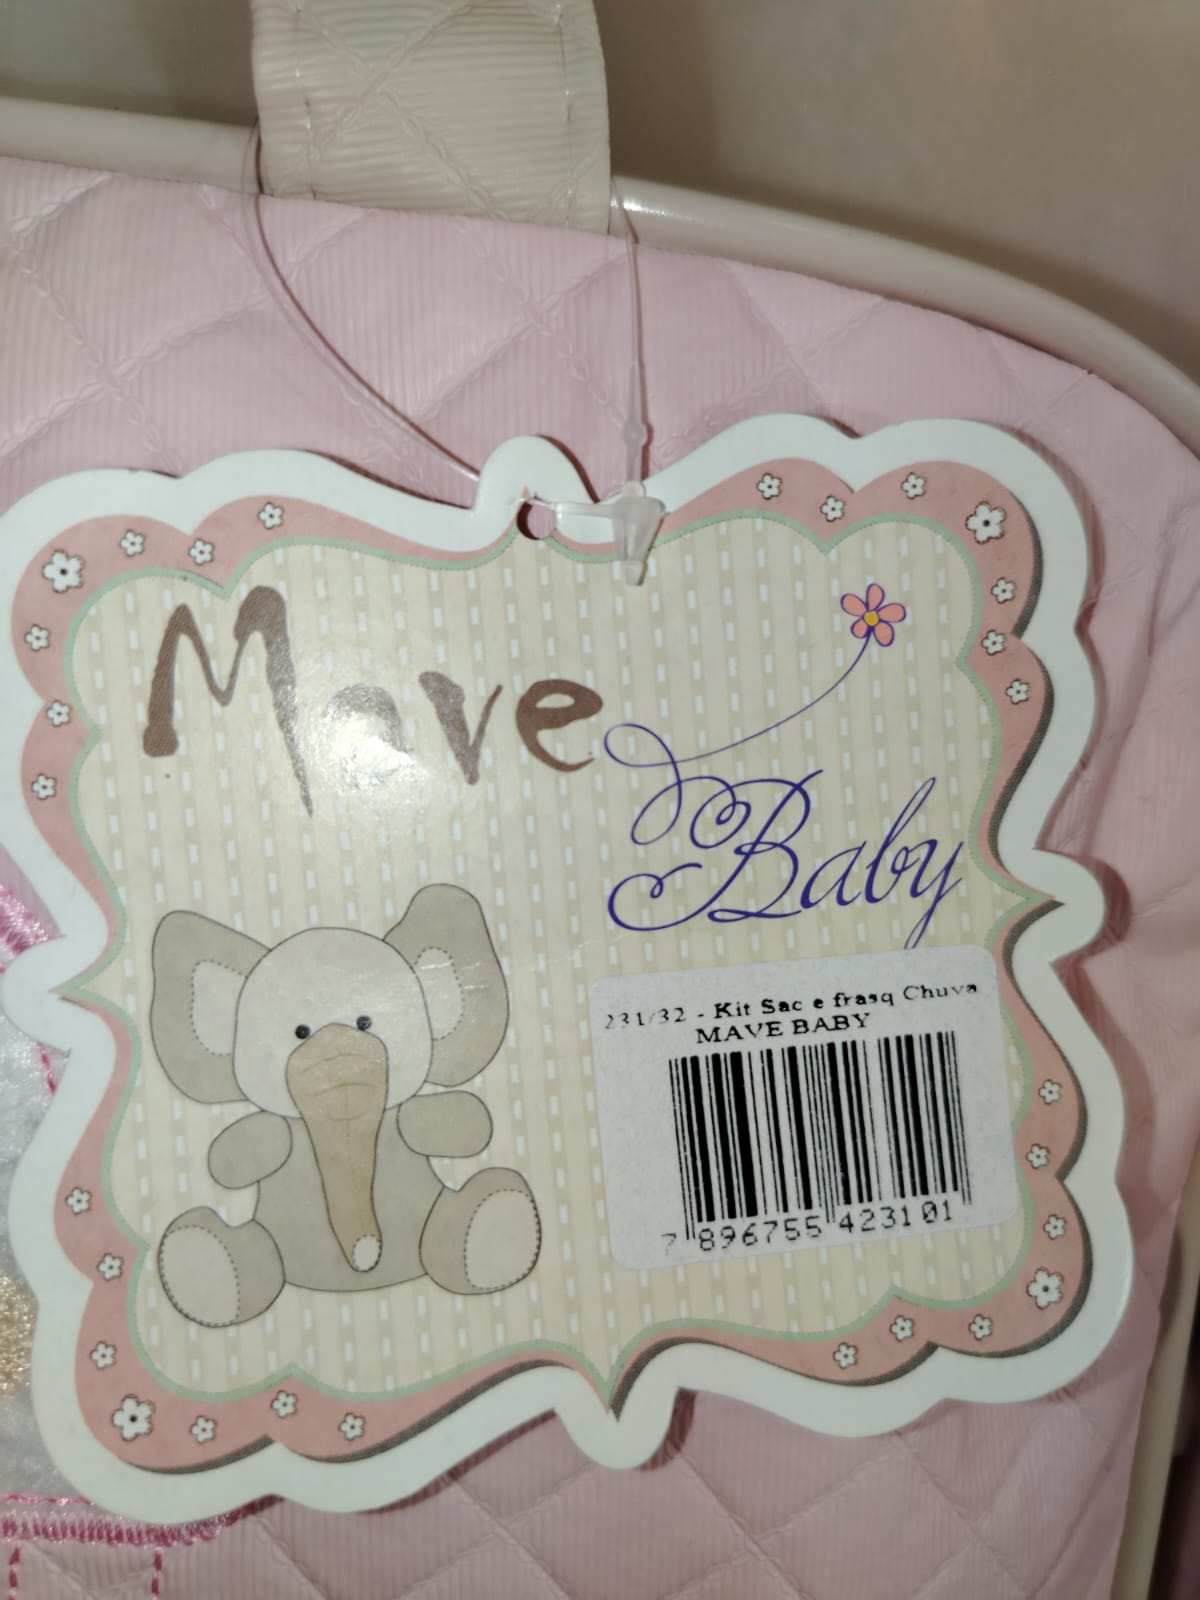 Mave
Baby
231/32 - Kit Sac e frasq Chuva
MAVE BABY
7 896755 423101